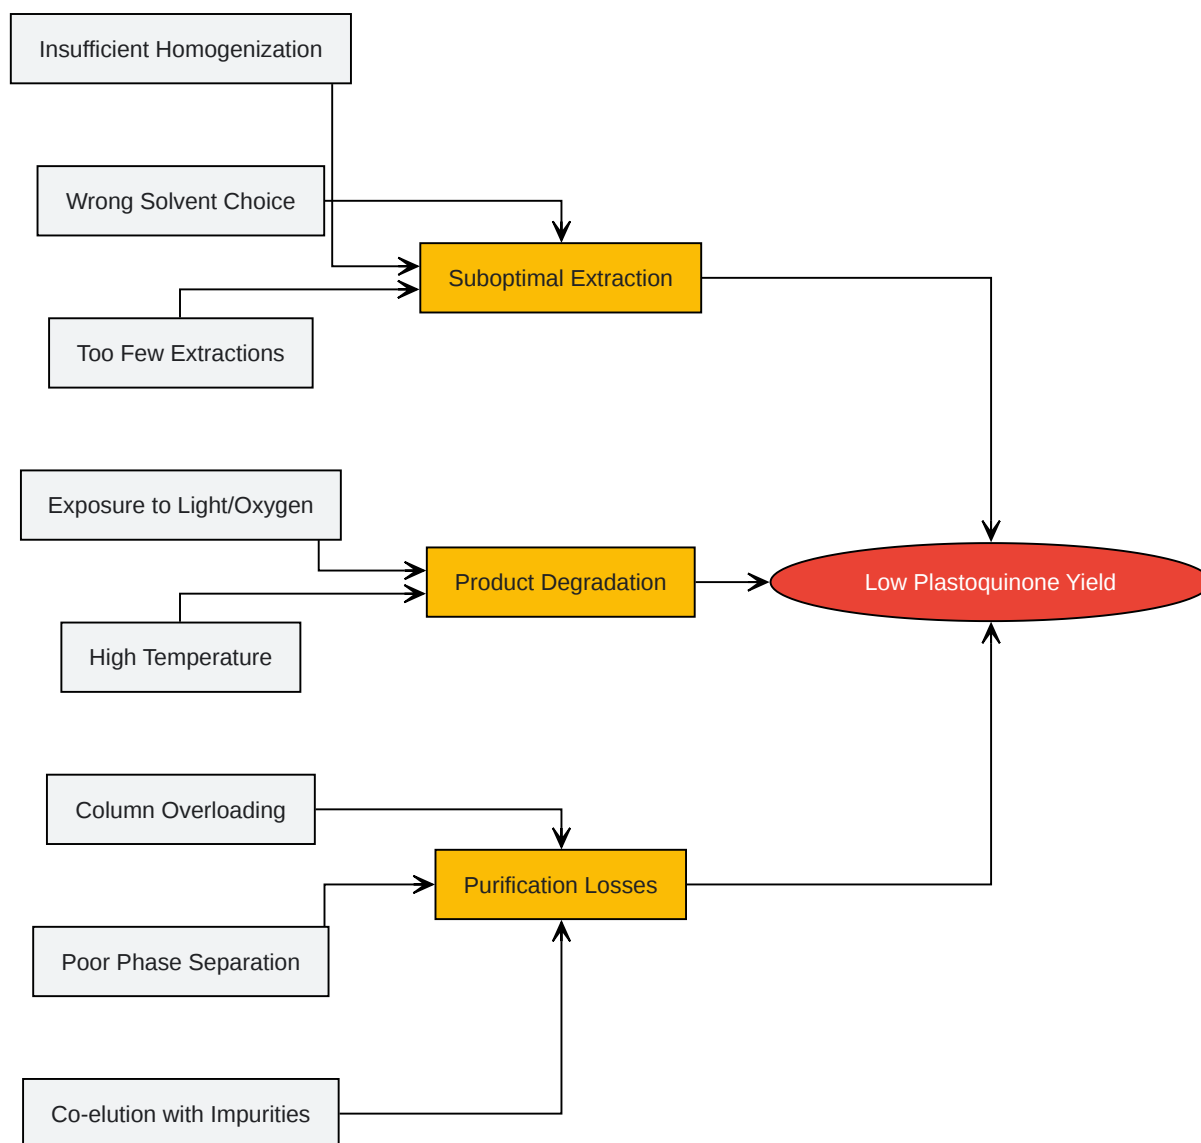 Insufficient Homogenization
Wrong Solvent Choice
Suboptimal Extraction
Too Few Extractions
Exposure to Light/Oxygen
Product Degradation
Low Plastoquinone Yield
High Temperature
Column Overloading
Purification Losses
Poor Phase Separation
Co-elution with Impurities